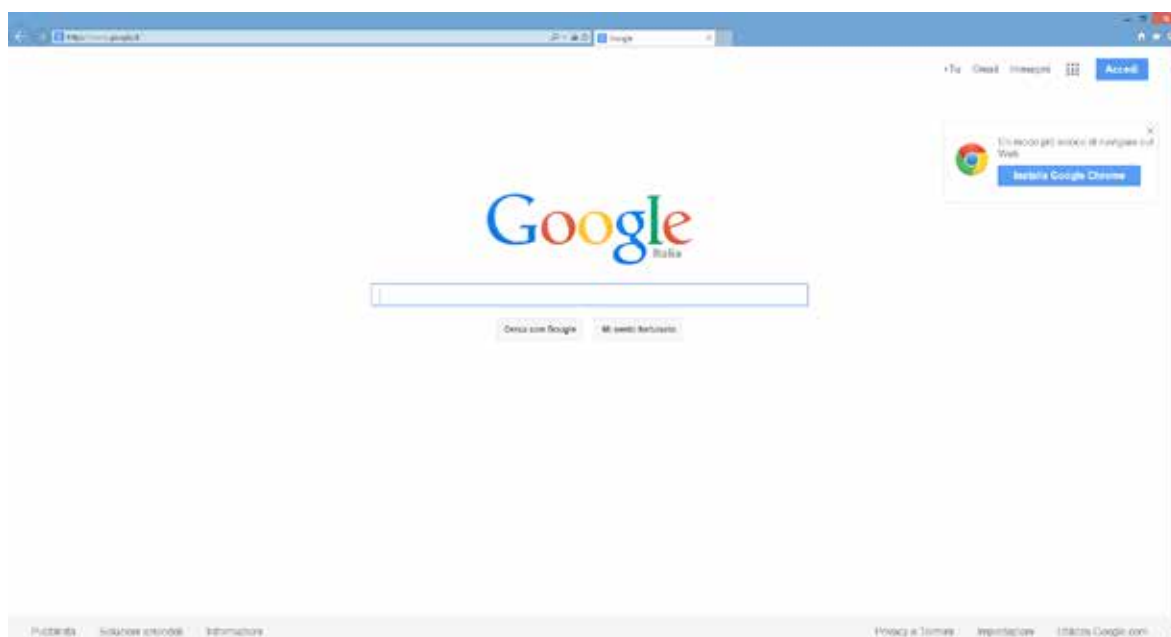 Google
+Tu Gmail Immagini
Accedi
Un modo più veloce di navigare sul
Web
Installa Google Chrome
Google
Italia
Cerca con Google
Mi sento fortunato
Pubblicità Soluzioni aziendali Informazioni
Privacy e Termini Impostazioni Utilizza Google.com